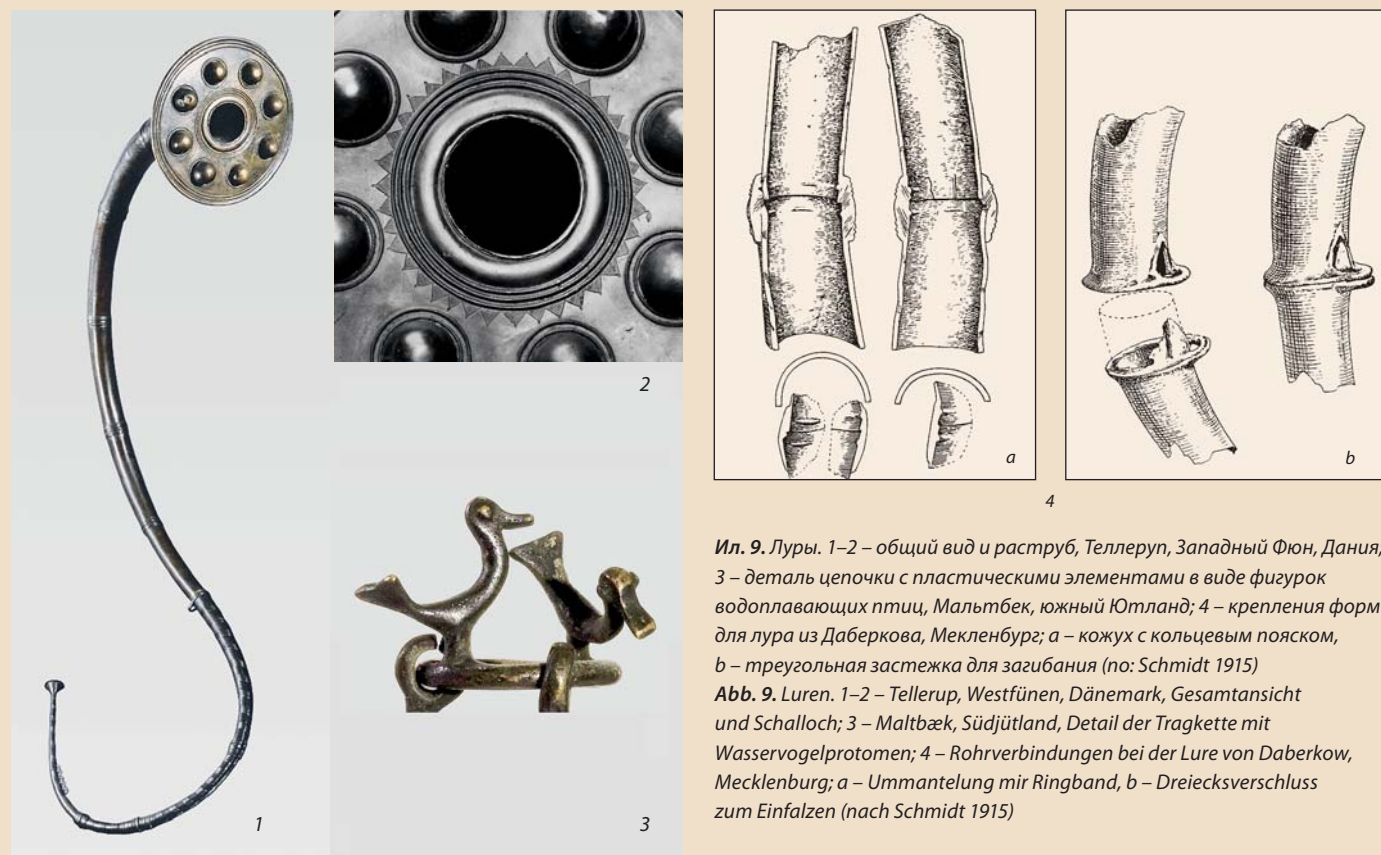 1
2
3
a
b
4
Ил. 9. Луры. 1–2 – общий вид и раструб, Теллеруп, Западный Фюн, Дания;
3 – деталь цепочки с пластическими элементами в виде фигурок
водоплавающих птиц, Мальтбек, южный Ютланд; 4 – крепления форм
для лура из Даберкова, Мекленбург; а – кожух с кольцевым пояском,
b – треугольная застежка для загибания (по: Schmidt 1915)
Abb. 9. Luren. 1–2 – Tellerup, Westfünen, Dänemark, Gesamtansicht
und Schalloch; 3 – Maltbæk, Südjütland, Detail der Tragkette mit
Wasservogelprotomen; 4 – Rohrverbindungen bei der Lure von Daberkow,
Mecklenburg; a – Ummantelung mir Ringband, b – Dreiecksverschluss
zum Einfalzen (nach Schmidt 1915)